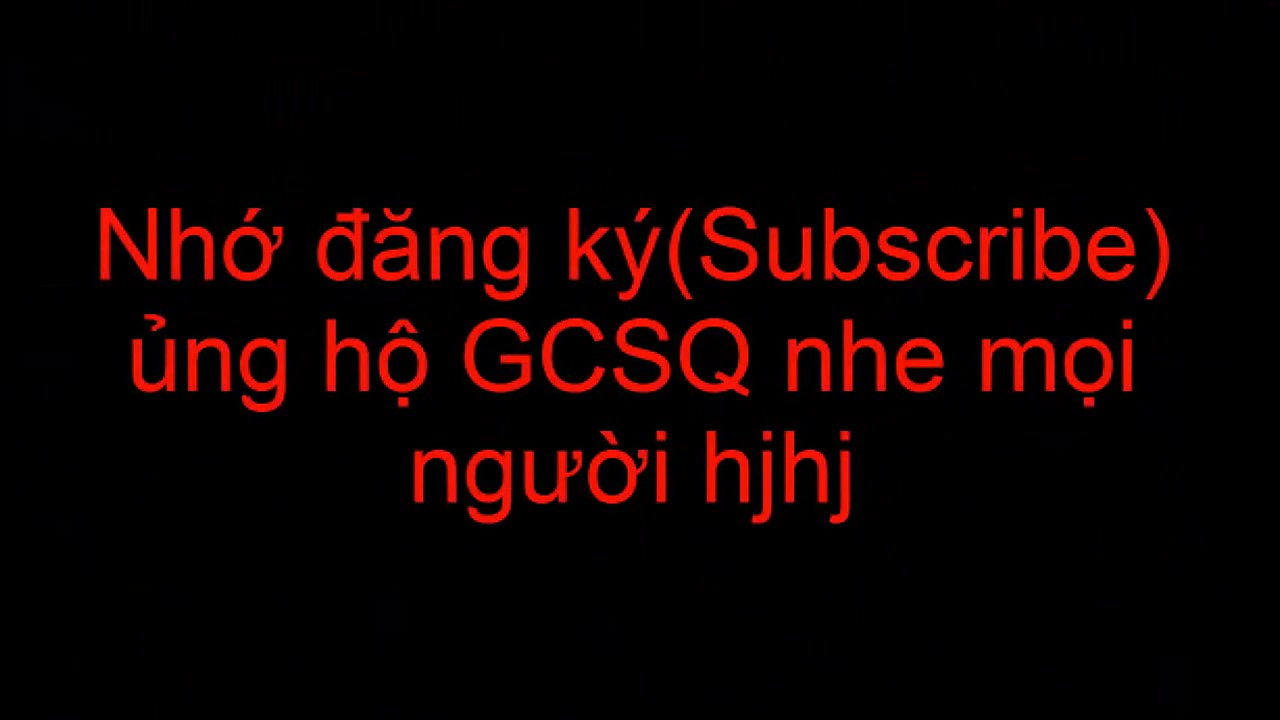 Nhớ đăng ký(Subscribe)
ủng hộ GCSQ nhe mọi
người hjhj